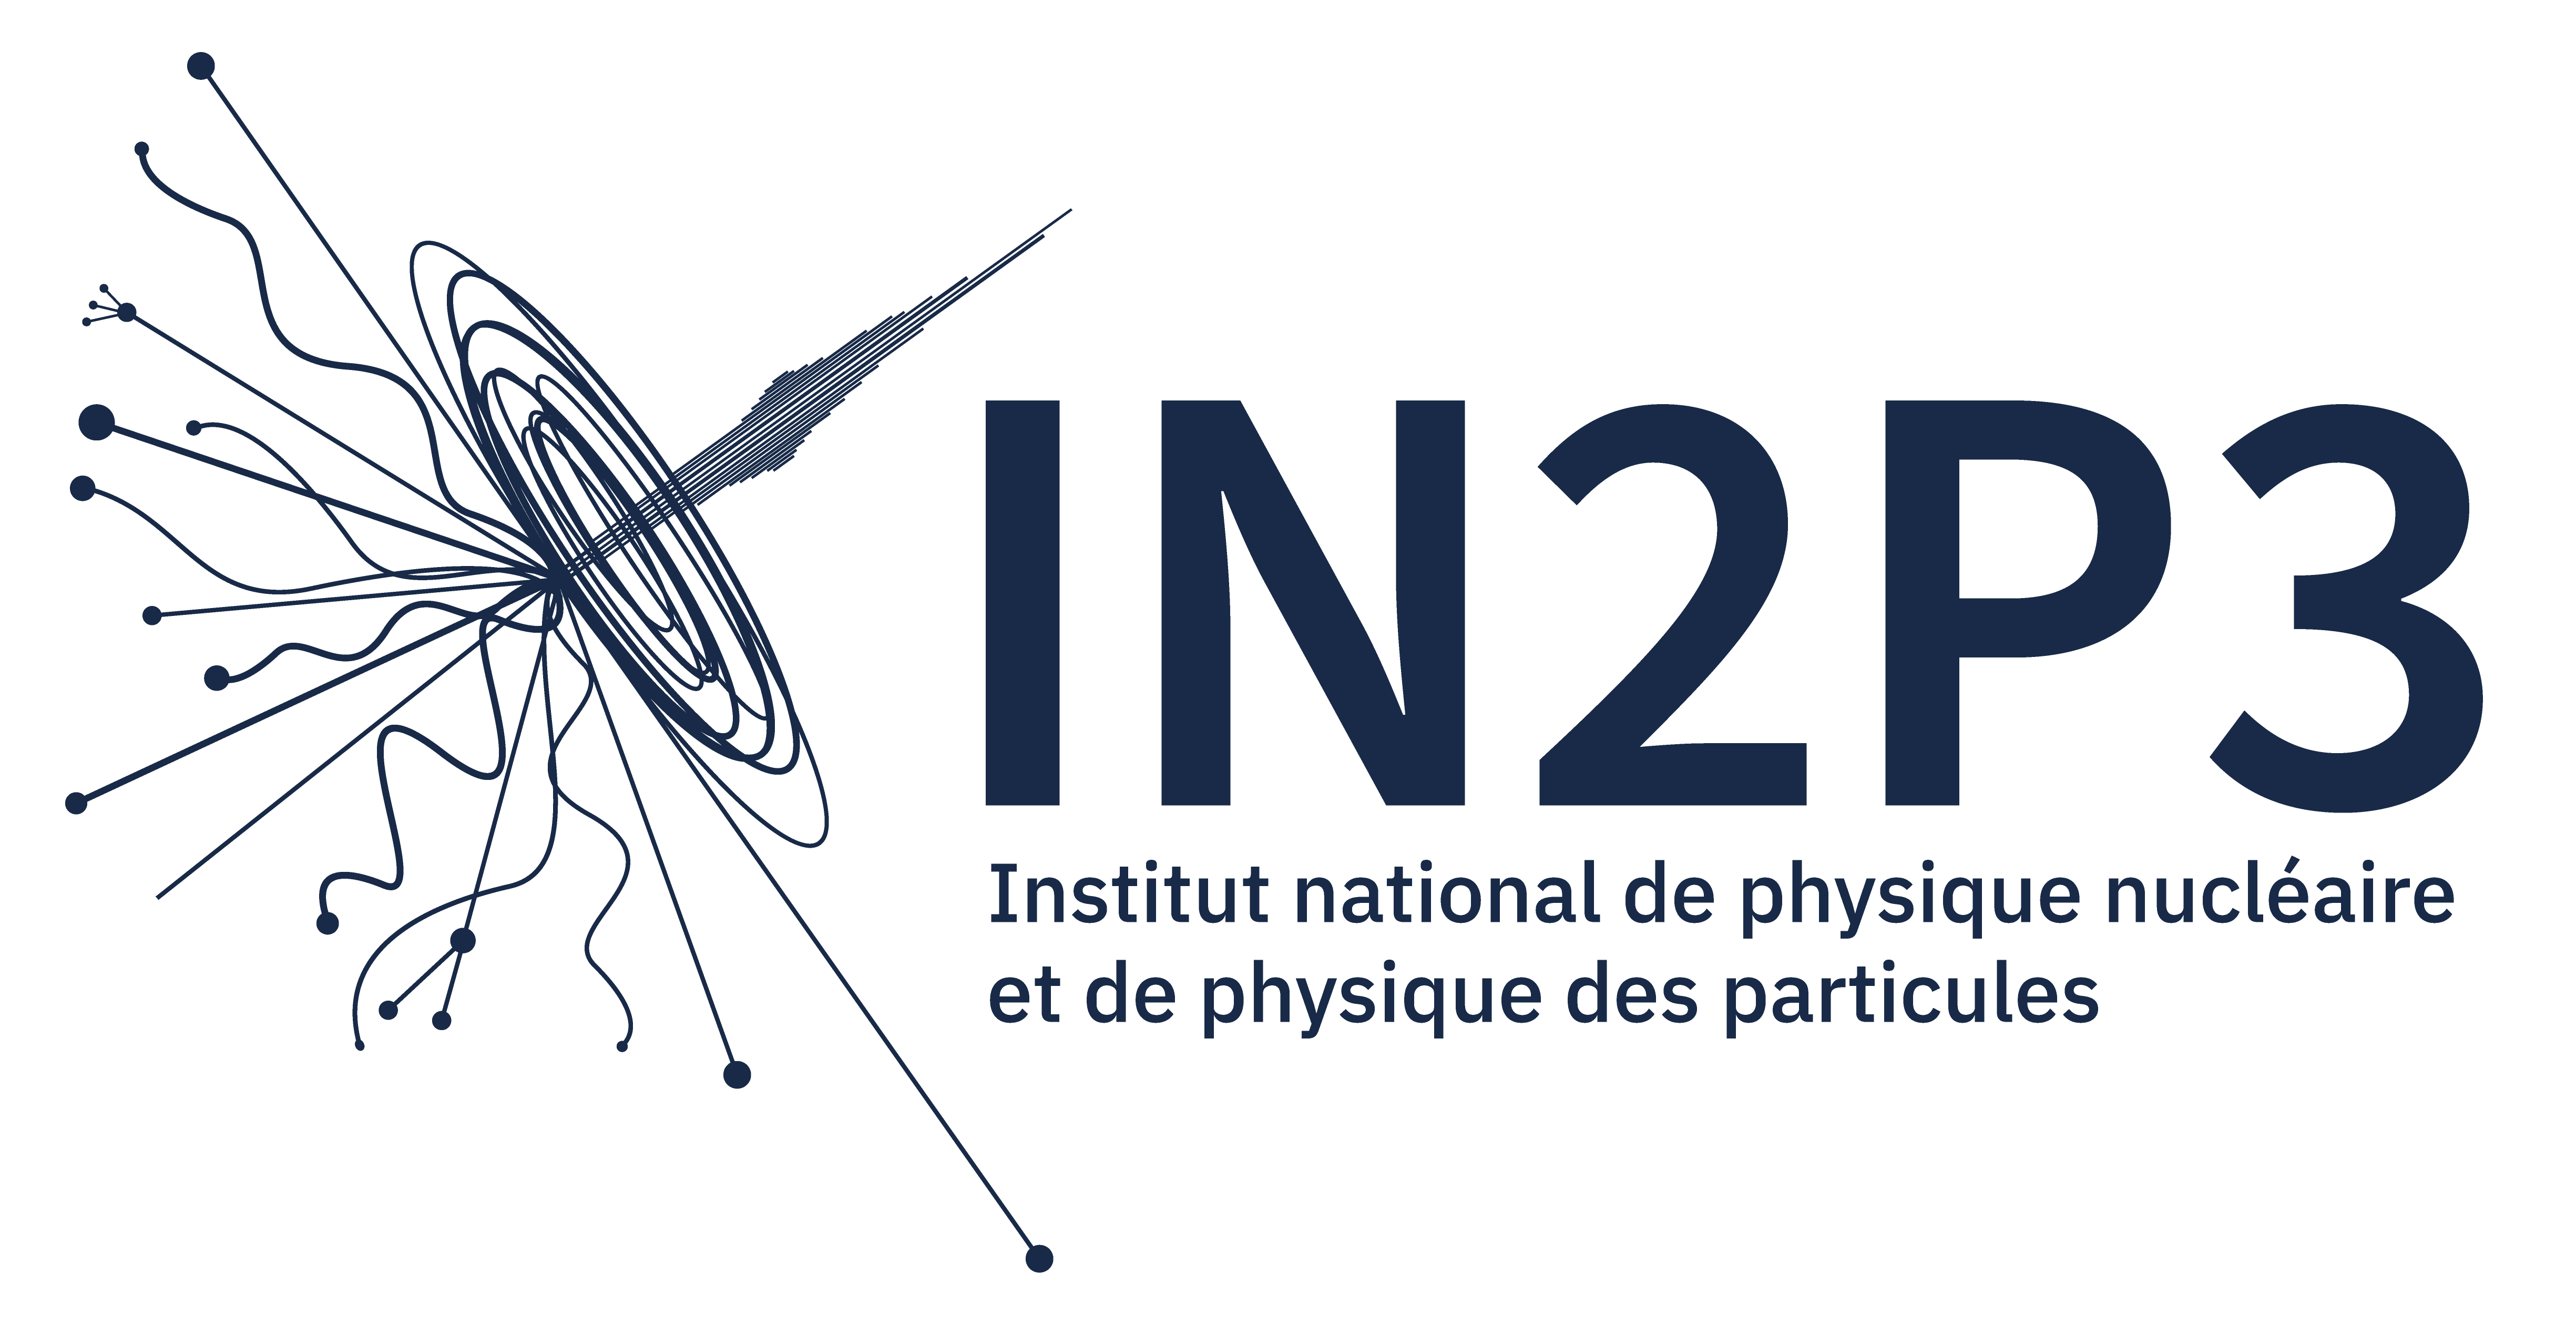 IN2P3
Institut national de physique nucléaire
et de physique des particules